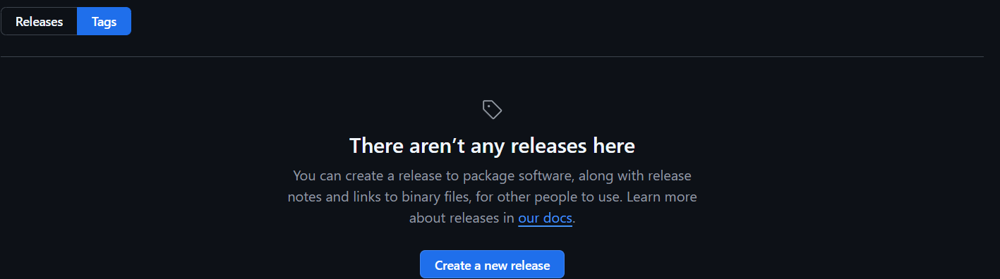 Releases Tags
There aren’t any releases here
You can create a release to package software, along with release
notes and links to binary files, for other people to use. Learn more
about releases in our docs.
Create a new release